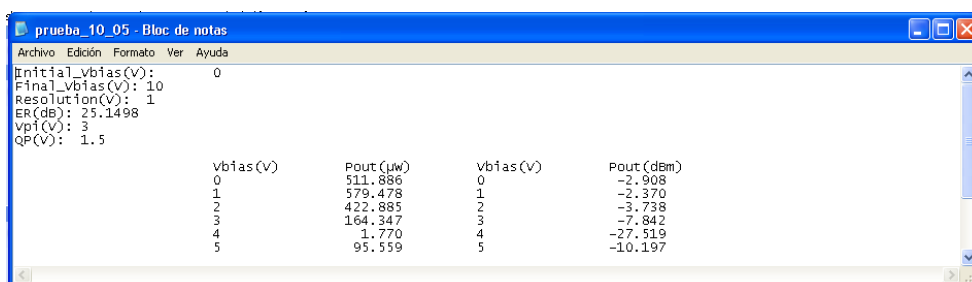 prueba_10_05 - Bloc de notas
Archivo Edición Formato Ver Ayuda
Initial_Vbias(V): 0
Final_Vbias(V): 10
Resolution(V): 1
ER(dB): 25.1498
Vpi(V): 3
QP(V): 1.5
Vbias(V) Pout(µW) Vbias(V) Pout(dBm)
0 511.886 0 -2.908
1 579.478 1 -2.370
2 422.885 2 -3.738
3 164.347 3 -7.842
4 1.770 4 -27.519
5 95.559 5 -10.197